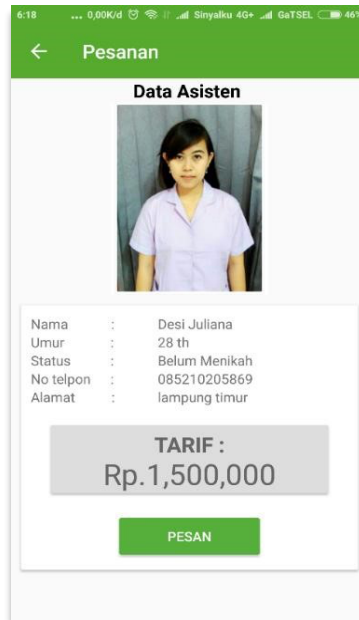 6:18 ... 0,00K/d Sinyalku 4G+ GaTSEL 46%
Pesanan
Data Asisten
Nama : Desi Juliana
Umur : 28 th
Status : Belum Menikah
No telpon : 085210205869
Alamat : lampung timur
TARIF :
Rp.1,500,000
PESAN